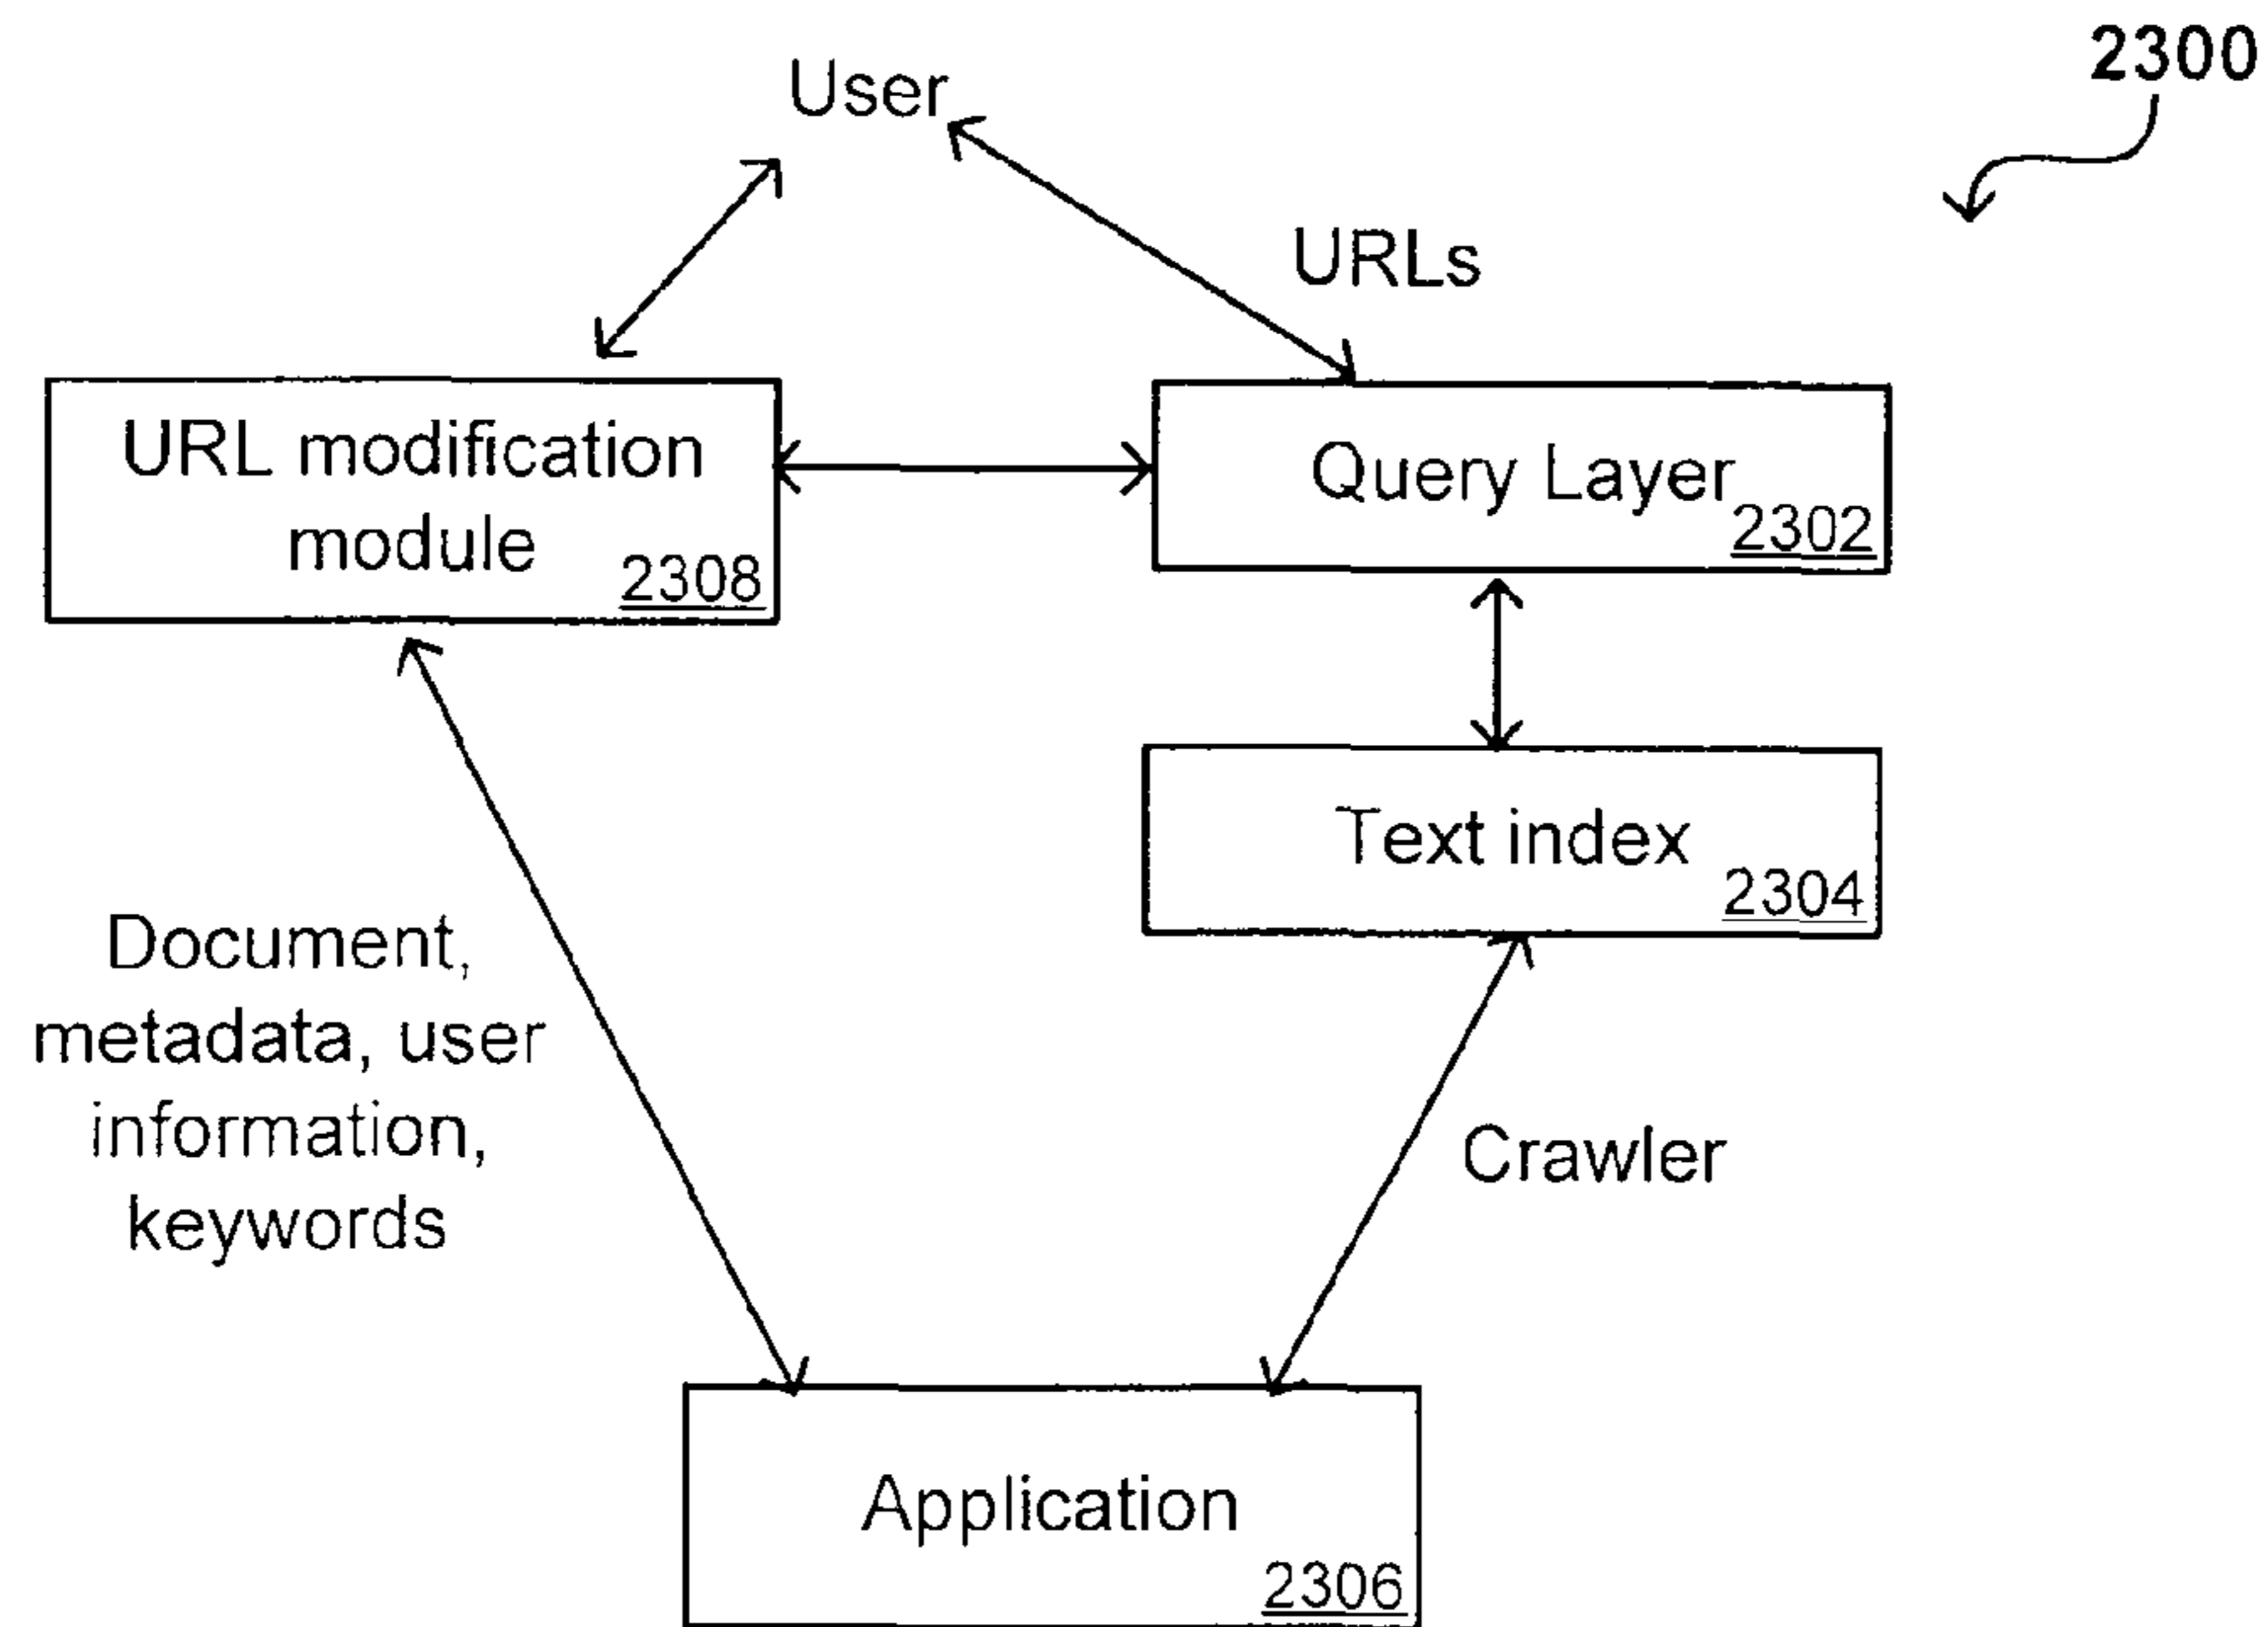 2300
User
URLs
URL modification
module
2308
Query Layer
2302
Text index
2304
Document,
metadata, user
information,
keywords
Crawler
Application
2306